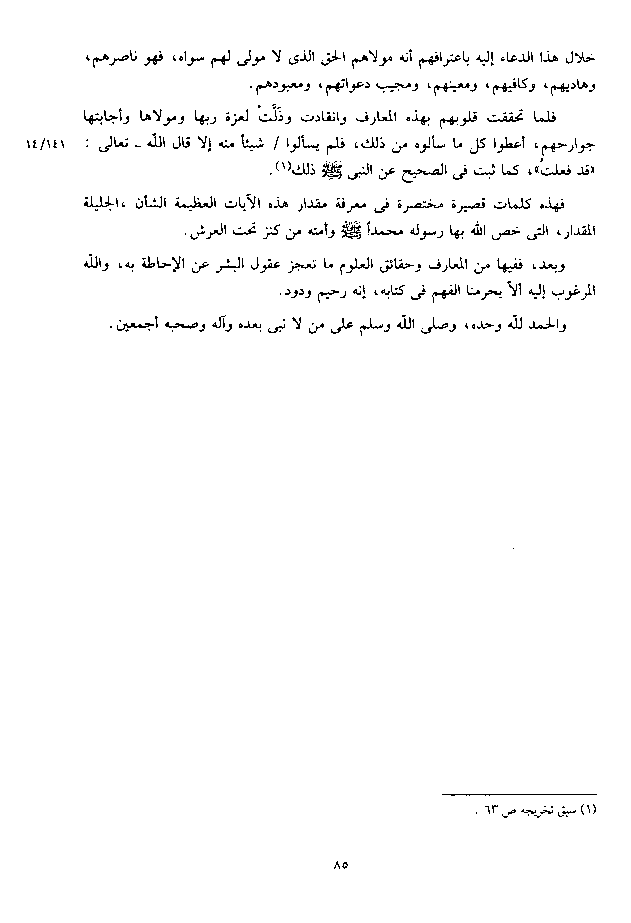 خلال هذا الدعاء إليه باعترافهم أنه مولاهم الحق الذى لا مولى لهم سواه، فهو ناصرهم،
وهاديهم، وكافيهم، ومعينهم، ومجيب دعواتهم، ومعبودهم.
فلما تحققت قلوبهم بهذه المعارف وانقادت وذَلَّتْ لعزة ربها ومولاها وأجابتها
جوارحهم، أعطوا كل ما سألوه من ذلك، فلم يسألوا / شيئأ منه إلا قال اللّه ـ تعالى : ١٤/١٤١
«قد فعلتُ»، كما ثبت فى الصحيح عن النبى ﷺ ذلك(١).
فهذه كلمات قصيرة مختصرة فى معرفة مقدار هذه الآيات العظيمة الشأن ،الجليلة
المقدار، التى خص الله بها رسوله محمداً ﷺ وأمته من كنز تحت العرش.
وبعد، ففيها من المعارف وحقائق العلوم ما تعجز عقول البشر عن الإحاطة به، واللّه
المرغوب إليه ألاَّ يحرمنا الفهم فى كتابه، إنه رحيم ودود.
والحمد للّه وحده، وصلى اللّه وسلم على من لا نبى بعده وآله وصحبه أجمعين.
(١) سبق تخريجه ص ٦٣ .
٨٥